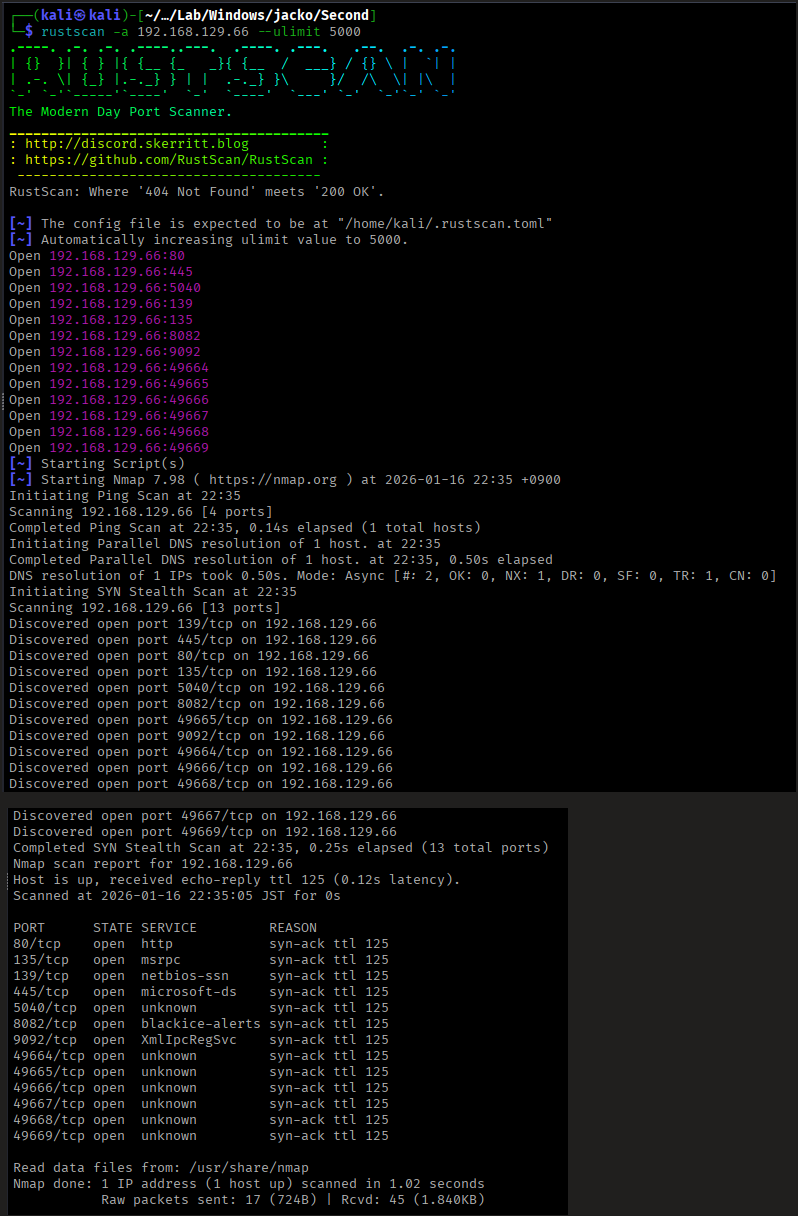 ┌──(kali㉿kali)-[~/…/Lab/Windows/jacko/Second]
└─$ rustscan -a 192.168.129.66 --ulimit 5000
.----. .-. .-. .----..---.  .----. .---.   .--.  .-. .-.
| {}  }| { } |{ {__ {_   _}{ {__  /  ___} / {} \ |  `| |
| .-. \| {_} |.-._} } | |  .-._} }\     }/  /\  \| |\  |
`-' `-'`-----'`----'  `-'  `----'  `---' `-'  `-'`-' `-'
The Modern Day Port Scanner.
________________________________________
: http://discord.skerritt.blog         :
: https://github.com/RustScan/RustScan :
 --------------------------------------
RustScan: Where '404 Not Found' meets '200 OK'.

[~] The config file is expected to be at "/home/kali/.rustscan.toml"
[~] Automatically increasing ulimit value to 5000.
Open 192.168.129.66:80
Open 192.168.129.66:445
Open 192.168.129.66:5040
Open 192.168.129.66:139
Open 192.168.129.66:135
Open 192.168.129.66:8082
Open 192.168.129.66:9092
Open 192.168.129.66:49664
Open 192.168.129.66:49665
Open 192.168.129.66:49666
Open 192.168.129.66:49667
Open 192.168.129.66:49668
Open 192.168.129.66:49669
[~] Starting Script(s)
[~] Starting Nmap 7.98 ( https://nmap.org ) at 2026-01-16 22:35 +0900
Initiating Ping Scan at 22:35
Scanning 192.168.129.66 [4 ports]
Completed Ping Scan at 22:35, 0.14s elapsed (1 total hosts)
Initiating Parallel DNS resolution of 1 host. at 22:35
Completed Parallel DNS resolution of 1 host. at 22:35, 0.50s elapsed
DNS resolution of 1 IPs took 0.50s. Mode: Async [#: 2, OK: 0, NX: 1, DR: 0, SF: 0, TR: 1, CN: 0]
Initiating SYN Stealth Scan at 22:35
Scanning 192.168.129.66 [13 ports]
Discovered open port 139/tcp on 192.168.129.66
Discovered open port 445/tcp on 192.168.129.66
Discovered open port 80/tcp on 192.168.129.66
Discovered open port 135/tcp on 192.168.129.66
Discovered open port 5040/tcp on 192.168.129.66
Discovered open port 8082/tcp on 192.168.129.66
Discovered open port 49665/tcp on 192.168.129.66
Discovered open port 9092/tcp on 192.168.129.66
Discovered open port 49664/tcp on 192.168.129.66
Discovered open port 49666/tcp on 192.168.129.66
Discovered open port 49668/tcp on 192.168.129.66
Discovered open port 49667/tcp on 192.168.129.66
Discovered open port 49669/tcp on 192.168.129.66
Completed SYN Stealth Scan at 22:35, 0.25s elapsed (13 total ports)
Nmap scan report for 192.168.129.66
Host is up, received echo-reply ttl 125 (0.12s latency).
Scanned at 2026-01-16 22:35:05 JST for 0s

PORT      STATE SERVICE         REASON
80/tcp    open  http            syn-ack ttl 125
135/tcp   open  msrpc           syn-ack ttl 125
139/tcp   open  netbios-ssn     syn-ack ttl 125
445/tcp   open  microsoft-ds    syn-ack ttl 125
5040/tcp  open  unknown         syn-ack ttl 125
8082/tcp  open  blackice-alerts syn-ack ttl 125
9092/tcp  open  XmlIpcRegSvc    syn-ack ttl 125
49664/tcp open  unknown         syn-ack ttl 125
49665/tcp open  unknown         syn-ack ttl 125
49666/tcp open  unknown         syn-ack ttl 125
49667/tcp open  unknown         syn-ack ttl 125
49668/tcp open  unknown         syn-ack ttl 125
49669/tcp open  unknown         syn-ack ttl 125

Read data files from: /usr/share/nmap
Nmap done: 1 IP address (1 host up) scanned in 1.02 seconds
           Raw packets sent: 17 (724B) | Rcvd: 45 (1.840KB)